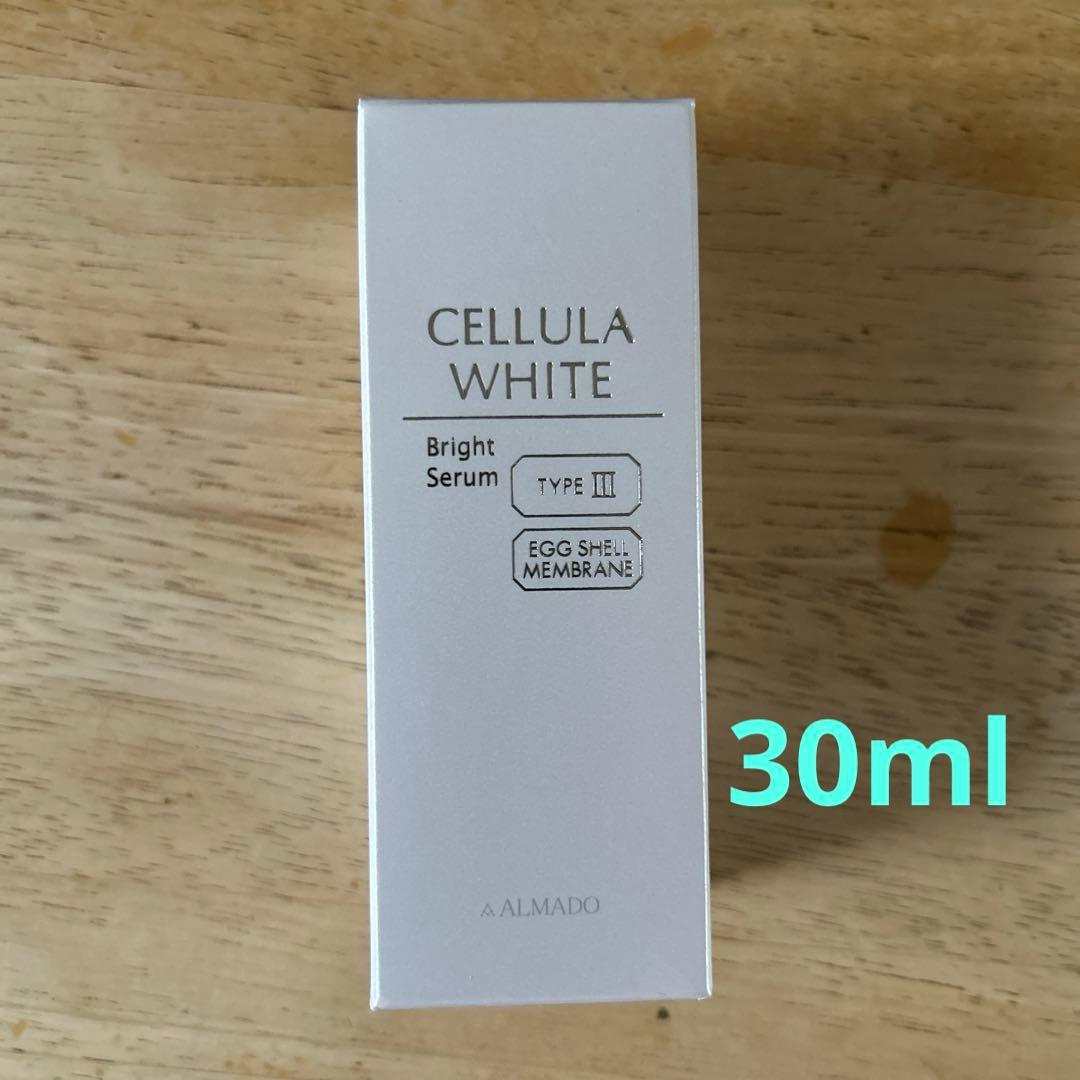 CELLULA
WHITE
Bright
Serum
TYPE III
EGG SHELL
MEMBRANE
30ml
ALMADO